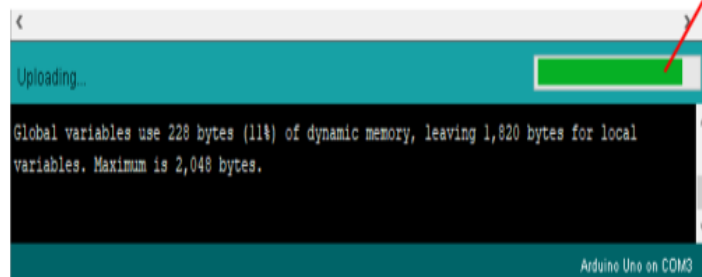 Uploading...
Global variables use 228 bytes (11%) of dynamic memory, leaving 1,820 bytes for local
variables. Maximum is 2,048 bytes.
Arduino Uno on COM3